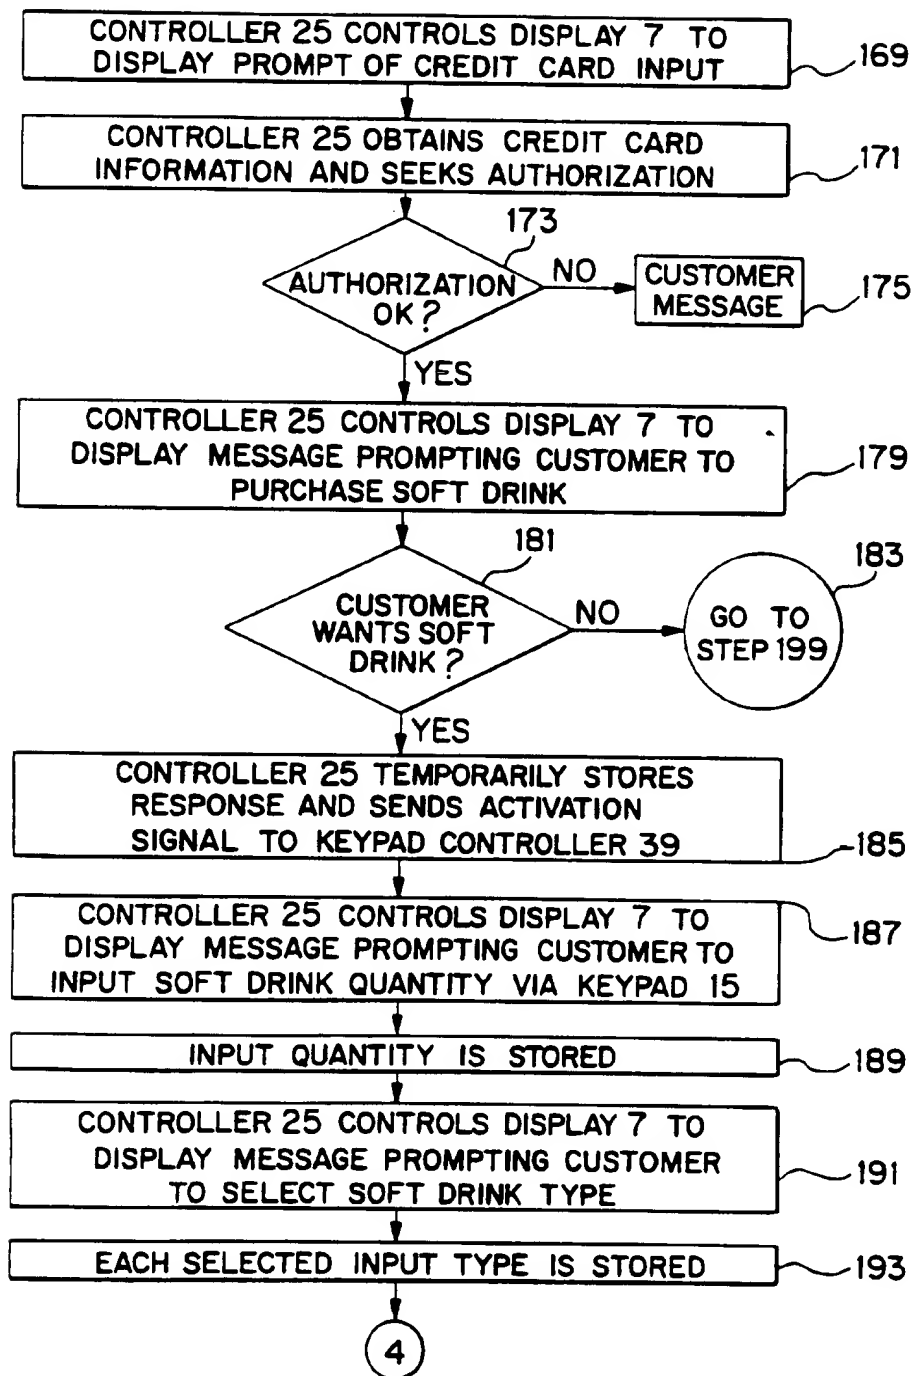 CONTROLLER 25 CONTROLS DISPLAY 7 TO
DISPLAY PROMPT OF CREDIT CARD INPUT
169
CONTROLLER 25 OBTAINS CREDIT CARD
INFORMATION AND SEEKS AUTHORIZATION
171
173
AUTHORIZATION
OK?
NO
CUSTOMER
MESSAGE
175
YES
CONTROLLER 25 CONTROLS DISPLAY 7 TO
DISPLAY MESSAGE PROMPTING CUSTOMER TO
PURCHASE SOFT DRINK
179
181
CUSTOMER
WANTS SOFT
DRINK?
NO
183
GO TO
STEP 199
YES
CONTROLLER 25 TEMPORARILY STORES
RESPONSE AND SENDS ACTIVATION
SIGNAL TO KEYPAD CONTROLLER 39
185
CONTROLLER 25 CONTROLS DISPLAY 7 TO
DISPLAY MESSAGE PROMPTING CUSTOMER TO
INPUT SOFT DRINK QUANTITY VIA KEYPAD 15
187
INPUT QUANTITY IS STORED
189
CONTROLLER 25 CONTROLS DISPLAY 7 TO
DISPLAY MESSAGE PROMPTING CUSTOMER
TO SELECT SOFT DRINK TYPE
191
EACH SELECTED INPUT TYPE IS STORED
193
4